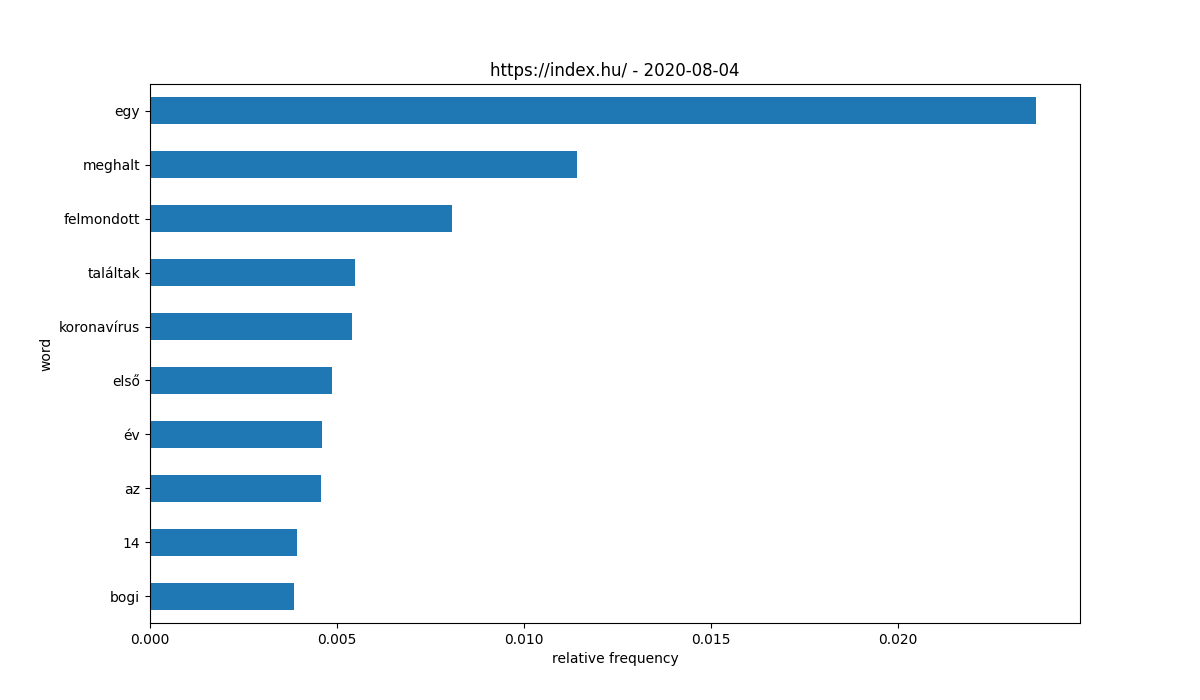 https://index.hu/ - 2020-08-04
egy
meghalt
felmondott
találtak
koronavírus
első
év
az
14
bogi
word
0.000 0.005 0.010 0.015 0.020
relative frequency